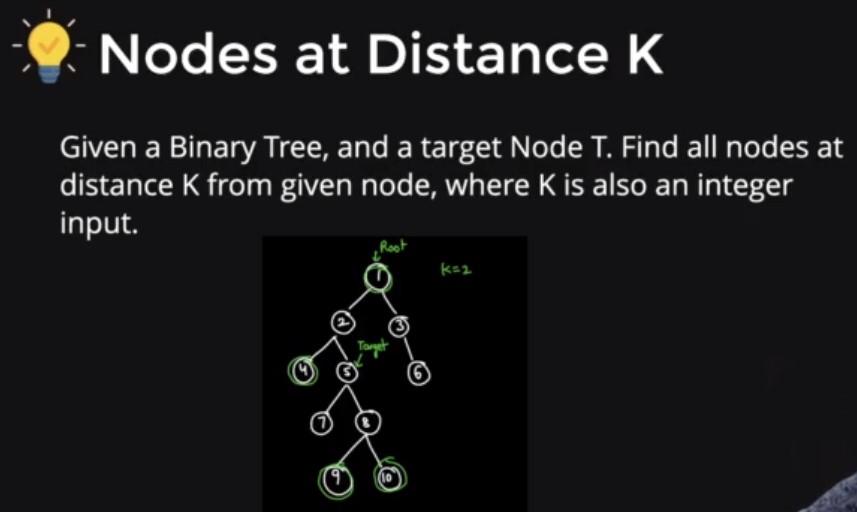 Nodes at Distance K
Given a Binary Tree, and a target Node T. Find all nodes at
distance K from given node, where K is also an integer
input.
Root
1
K=2
2
3
Target
4
5
6
7
8
9
10